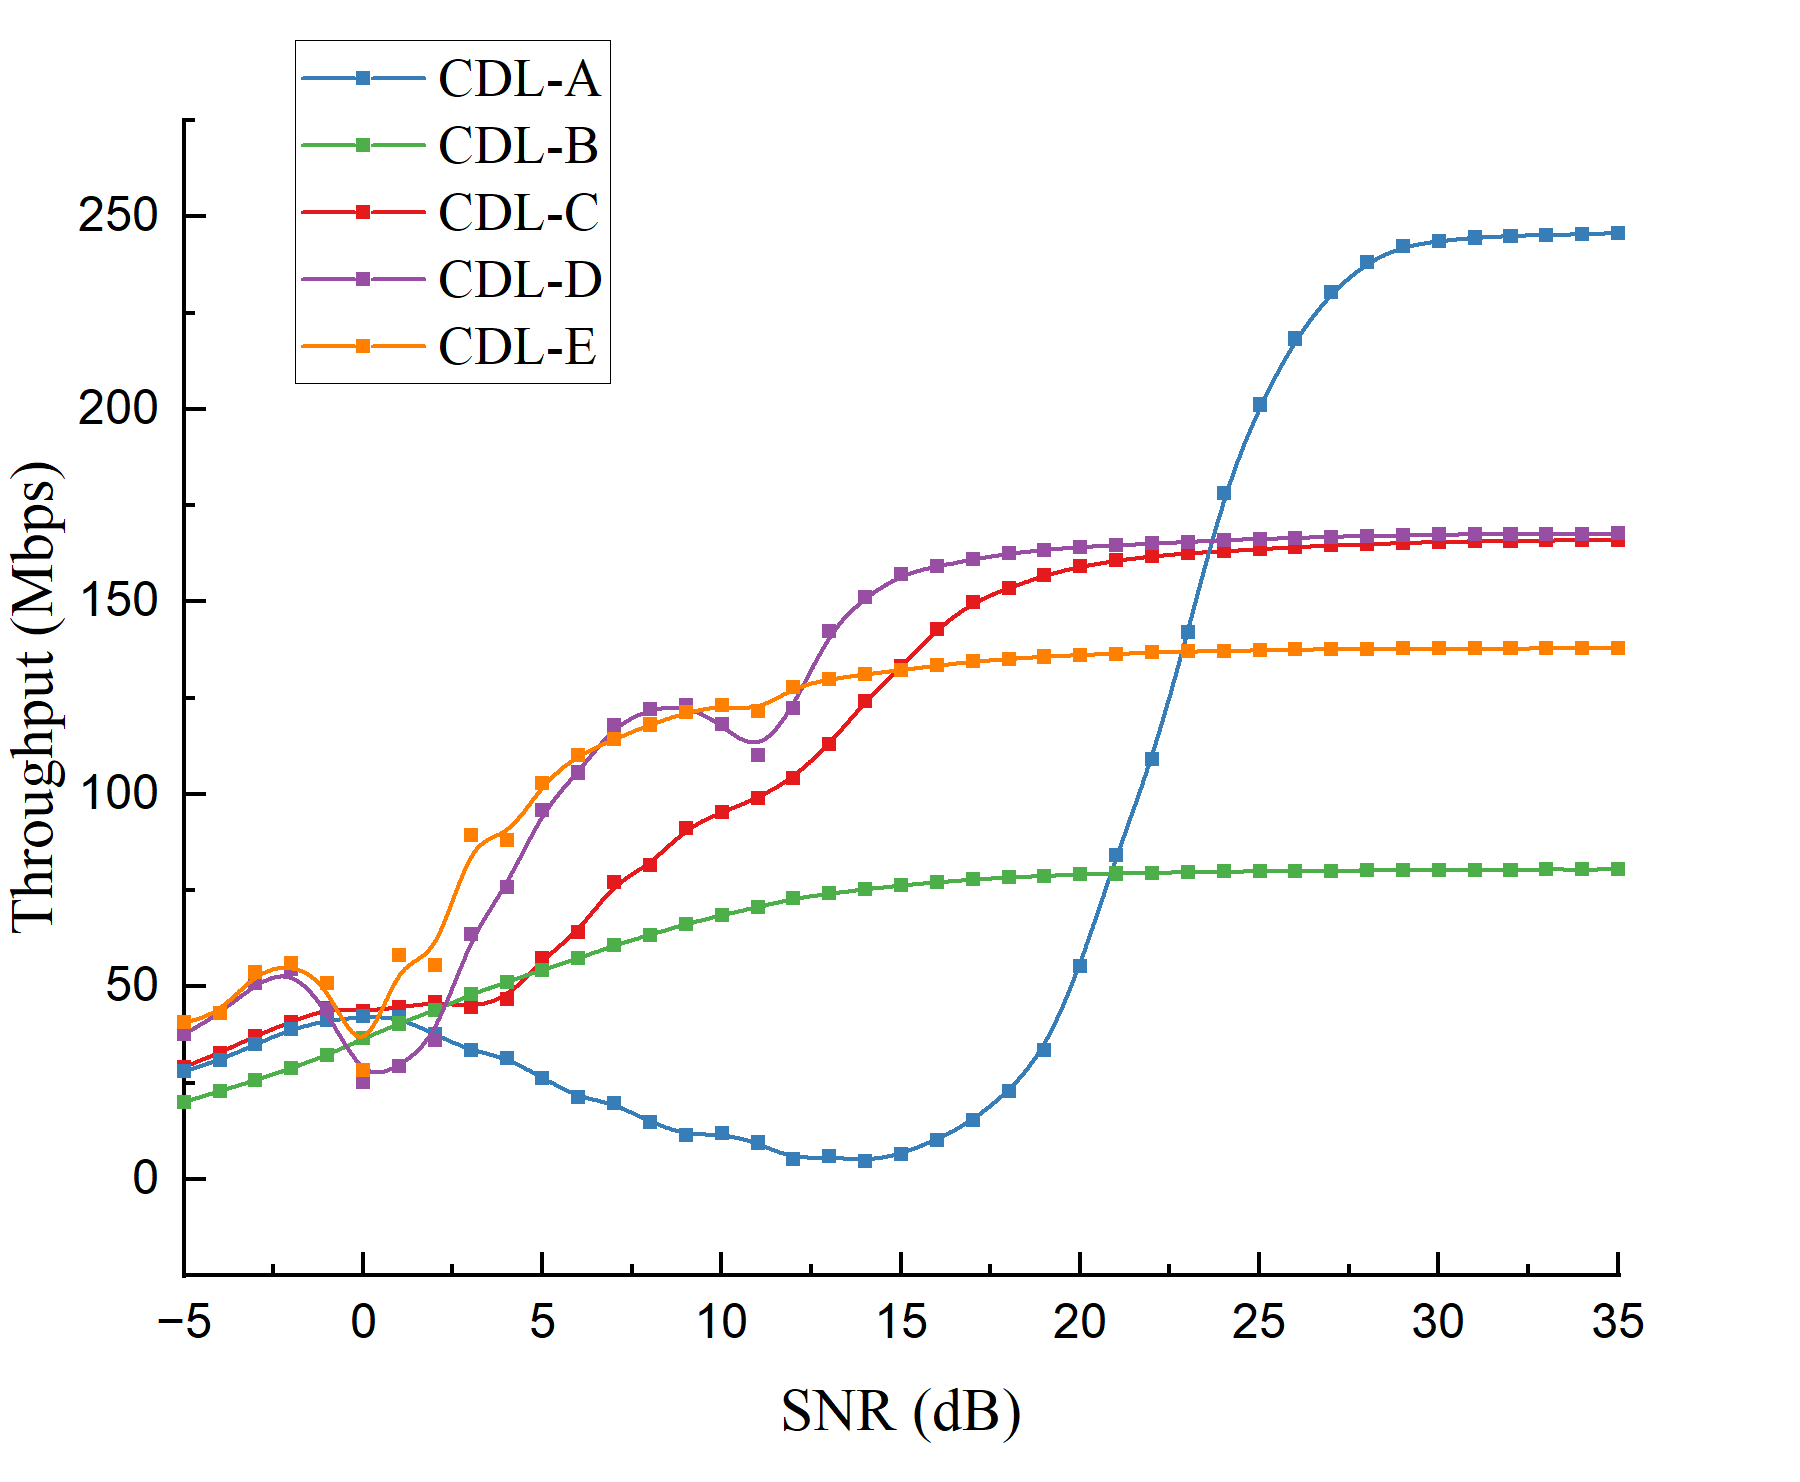 CDL-A
CDL-B
CDL-C
CDL-D
CDL-E
250
200
150
100
50
0
Throughput (Mbps)
−5 0 5 10 15 20 25 30 35
SNR (dB)